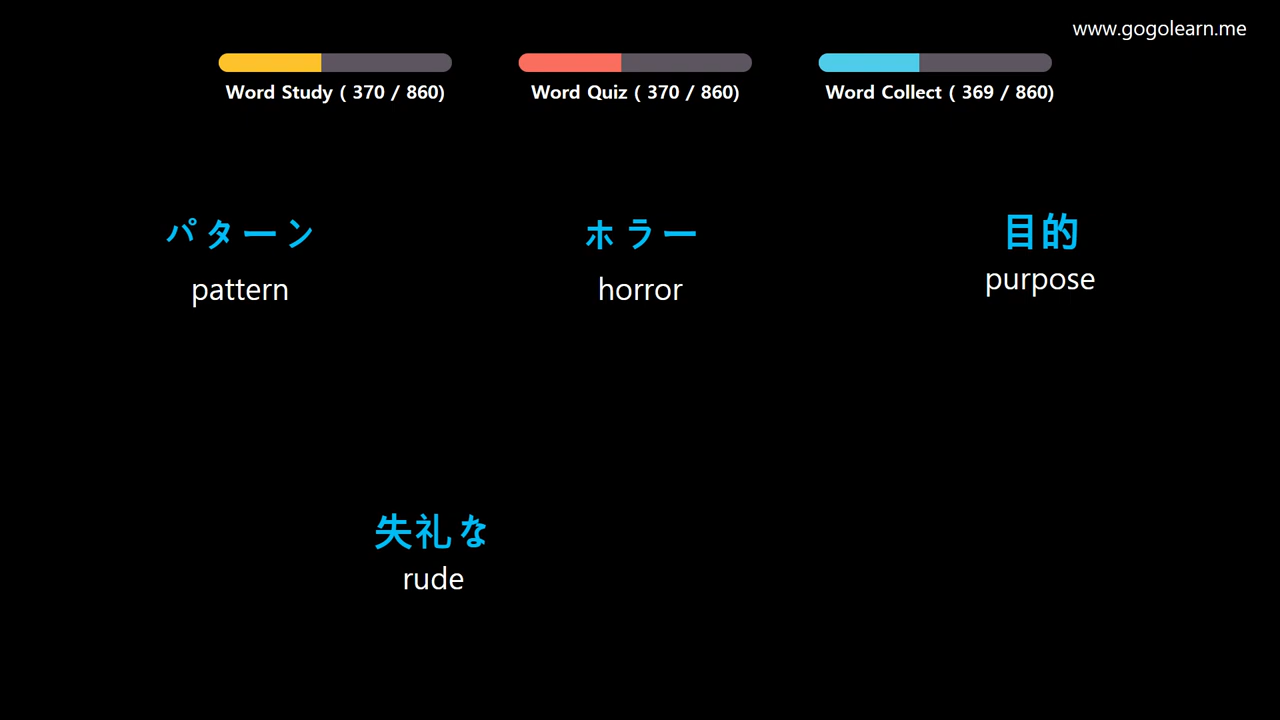 www.gogolearn.me
Word Study ( 370 / 860)
Word Quiz ( 370 / 860)
Word Collect ( 369 / 860)
パターン
pattern
ホラー
horror
目的
purpose
失礼な
rude